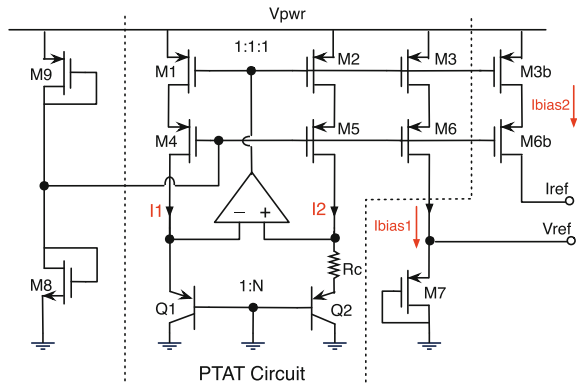 Vpwr
1:1:1
M9
M1
M2
M3
M3b
Ibias2
M4
M5
M6
M6b
Iref
I1
− +
I2
Ibias1
Vref
Rc
M8
1:N
M7
Q1
Q2
PTAT Circuit